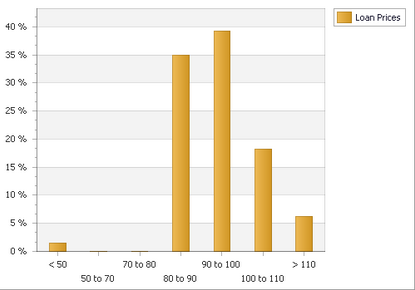 Loan Prices
40 %
35 %
30 %
25 %
20 %
15 %
10 %
5 %
0 %
< 50
50 to 70
70 to 80
80 to 90
90 to 100
100 to 110
> 110